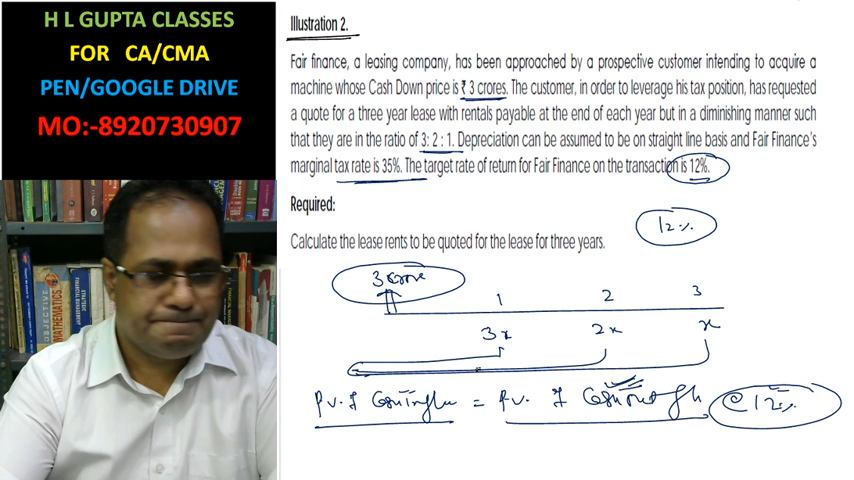 H L GUPTA CLASSES
FOR CA/CMA
PEN/GOOGLE DRIVE
MO:-8920730907
Illustration 2.
Fair finance, a leasing company, has been approached by a prospective customer intending to acquire a
machine whose Cash Down price is ₹ 3 crores. The customer, in order to leverage his tax position, has requested
a quote for a three year lease with rentals payable at the end of each year but in a diminishing manner such
that they are in the ratio of 3: 2 : 1. Depreciation can be assumed to be on straight line basis and Fair Finance's
marginal tax rate is 35%. The target rate of return for Fair Finance on the transaction is 12%.
Required:
12%
Calculate the lease rents to be quoted for the lease for three years.
3 crore
1 2 3
3x 2x x
P.v. of = P.v. of @ 12%
OBJECTIVE
MATHEMATICS
STRATEGIC
FINANCIAL
MANAGEMENT